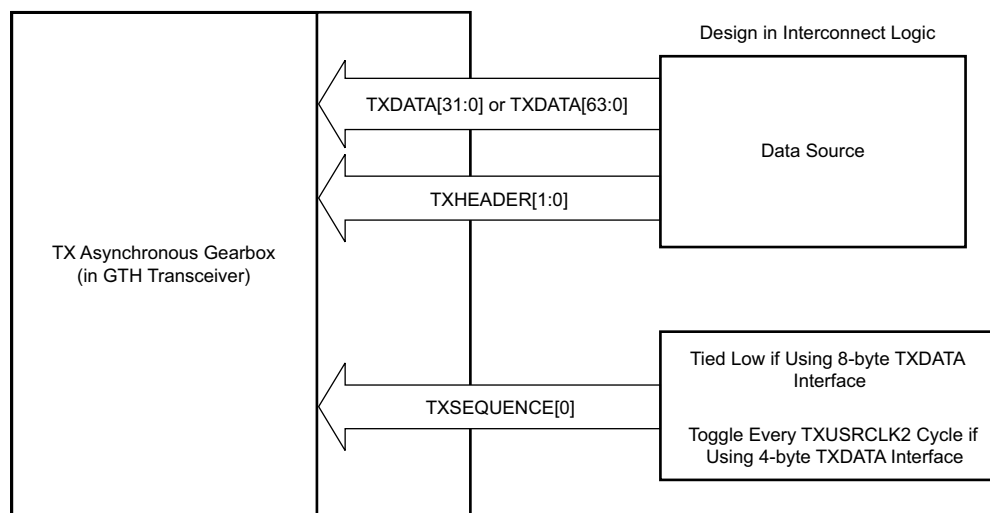 Design in Interconnect Logic
TXDATA[31:0] or TXDATA[63:0]
Data Source
TXHEADER[1:0]
TX Asynchronous Gearbox
(in GTH Transceiver)
Tied Low if Using 8-byte TXDATA
Interface
TXSEQUENCE[0]
Toggle Every TXUSRCLK2 Cycle if
Using 4-byte TXDATA Interface